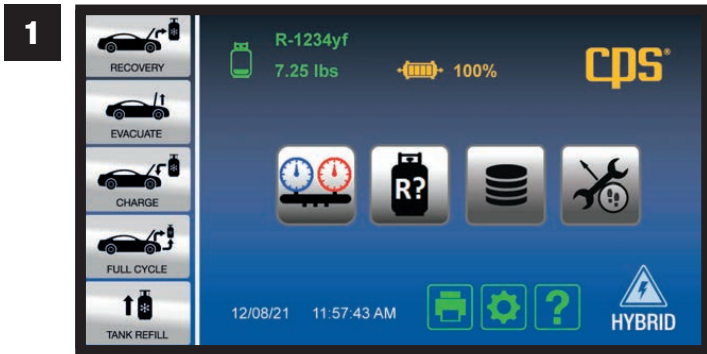 1
RECOVERY
EVACUATE
CHARGE
FULL CYCLE
TANK REFILL
R-1234yf
7.25 lbs
100%
cps®
R?
12/08/21 11:57:43 AM
?
HYBRID